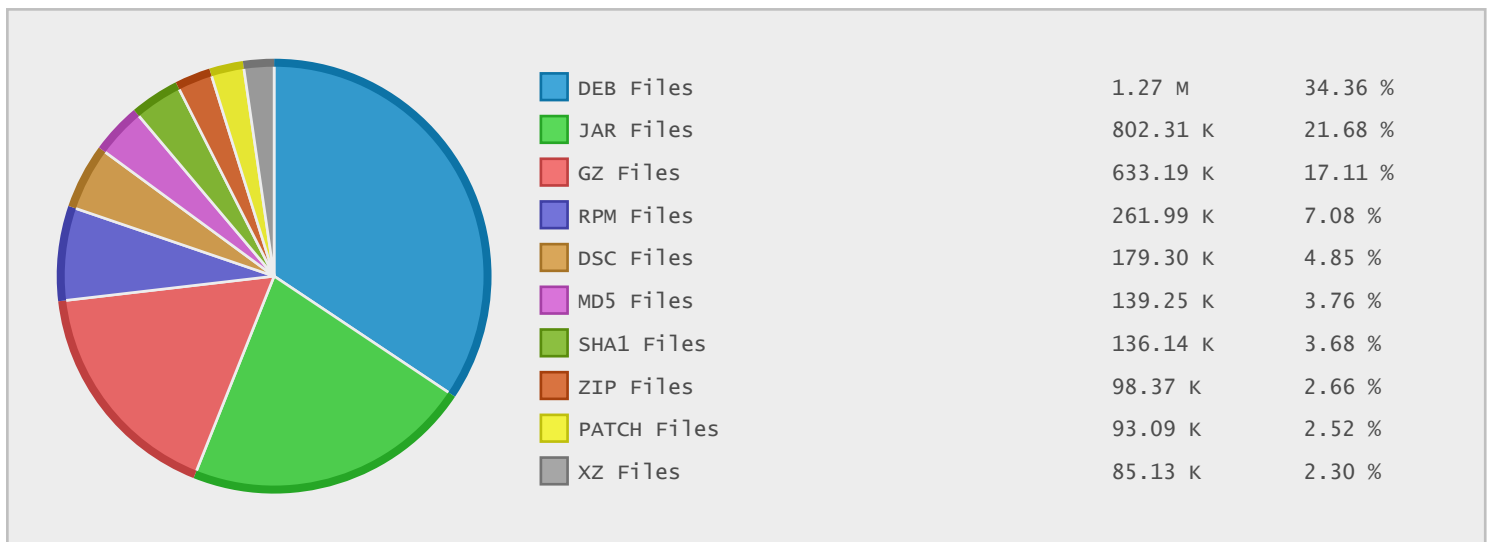 DEB Files 1.27 M 34.36 %
JAR Files 802.31 K 21.68 %
GZ Files 633.19 K 17.11 %
RPM Files 261.99 K 7.08 %
DSC Files 179.30 K 4.85 %
MD5 Files 139.25 K 3.76 %
SHA1 Files 136.14 K 3.68 %
ZIP Files 98.37 K 2.66 %
PATCH Files 93.09 K 2.52 %
XZ Files 85.13 K 2.30 %